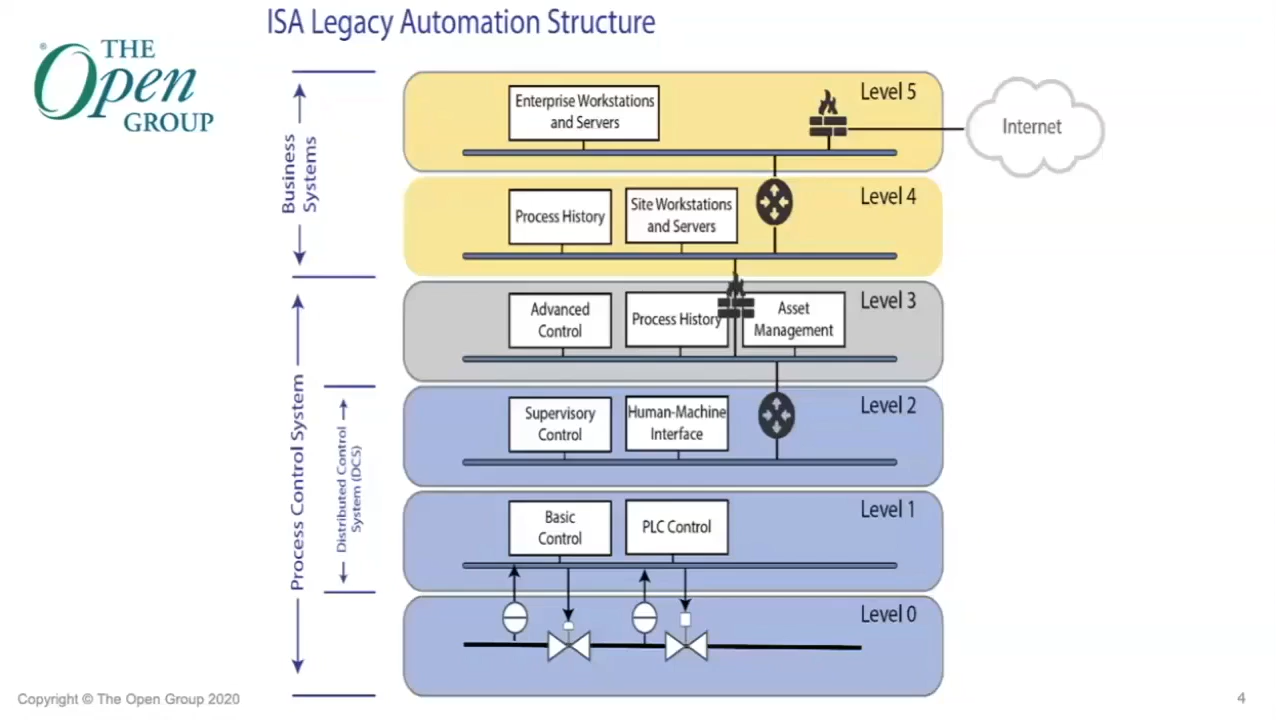 ISA Legacy Automation Structure
THE
Open
GROUP
Business
Systems
Process Control System
Distributed Control
System (DCS)
Level 5
Enterprise Workstations
and Servers
Internet
Level 4
Process History
Site Workstations
and Servers
Level 3
Advanced
Control
Process History
Asset
Management
Level 2
Supervisory
Control
Human-Machine
Interface
Level 1
Basic
Control
PLC Control
Level 0
Copyright © The Open Group 2020
4